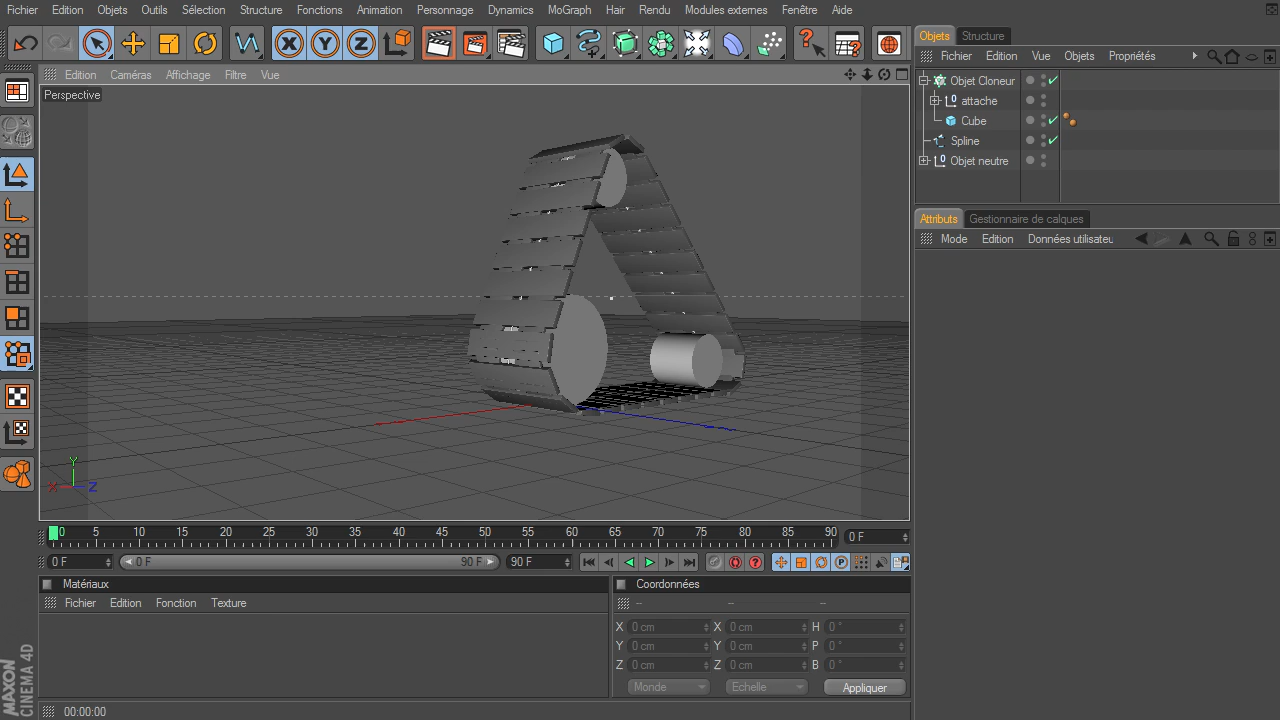 Fichier Edition Objets Outils Sélection Structure Fonctions Animation Personnage Dynamics MoGraph Hair Rendu Modules externes Fenêtre Aide
X Y Z
Objets Structure
Fichier Edition Vue Objets Propriétés
Objet Cloneur
attache
Cube
Spline
Objet neutre
Attributs Gestionnaire de calques
Mode Edition Données utilisateu
Edition Caméras Affichage Filtre Vue
Perspective
Y
X Z
0 5 10 15 20 25 30 35 40 45 50 55 60 65 70 75 80 85 90 0 F
0 F 0 F 90 F 90 F
Matériaux
Fichier Edition Fonction Texture
Coordonnées
-- -- --
X 0 cm X 0 cm H 0 °
Y 0 cm Y 0 cm P 0 °
Z 0 cm Z 0 cm B 0 °
Monde Echelle Appliquer
MAXON
CINEMA 4D
00:00:00